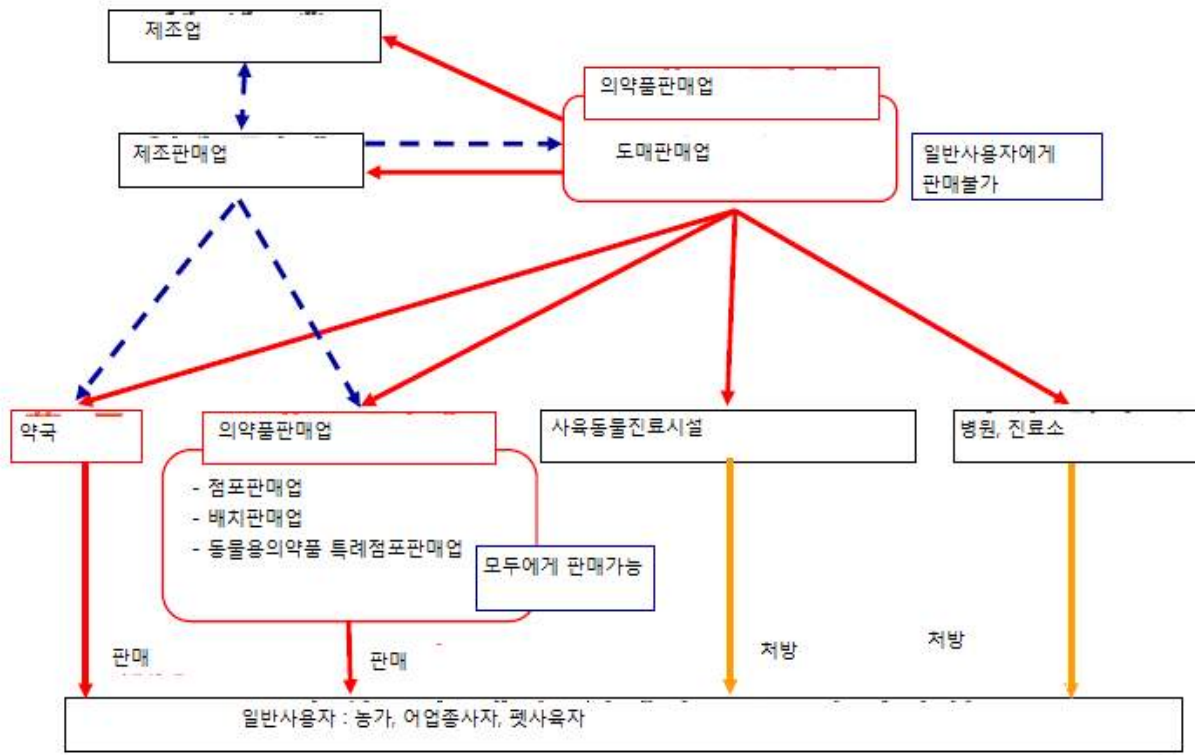 제조업
의약품판매업
제조판매업
도매판매업
일반사용자에게
판매불가
약국
의약품판매업
사육동물진료시설
병원, 진료소
- 점포판매업
- 배치판매업
- 동물용의약품 특례점포판매업
모두에게 판매가능
판매
판매
처방
처방
일반사용자 : 농가, 어업종사자, 펫사육자